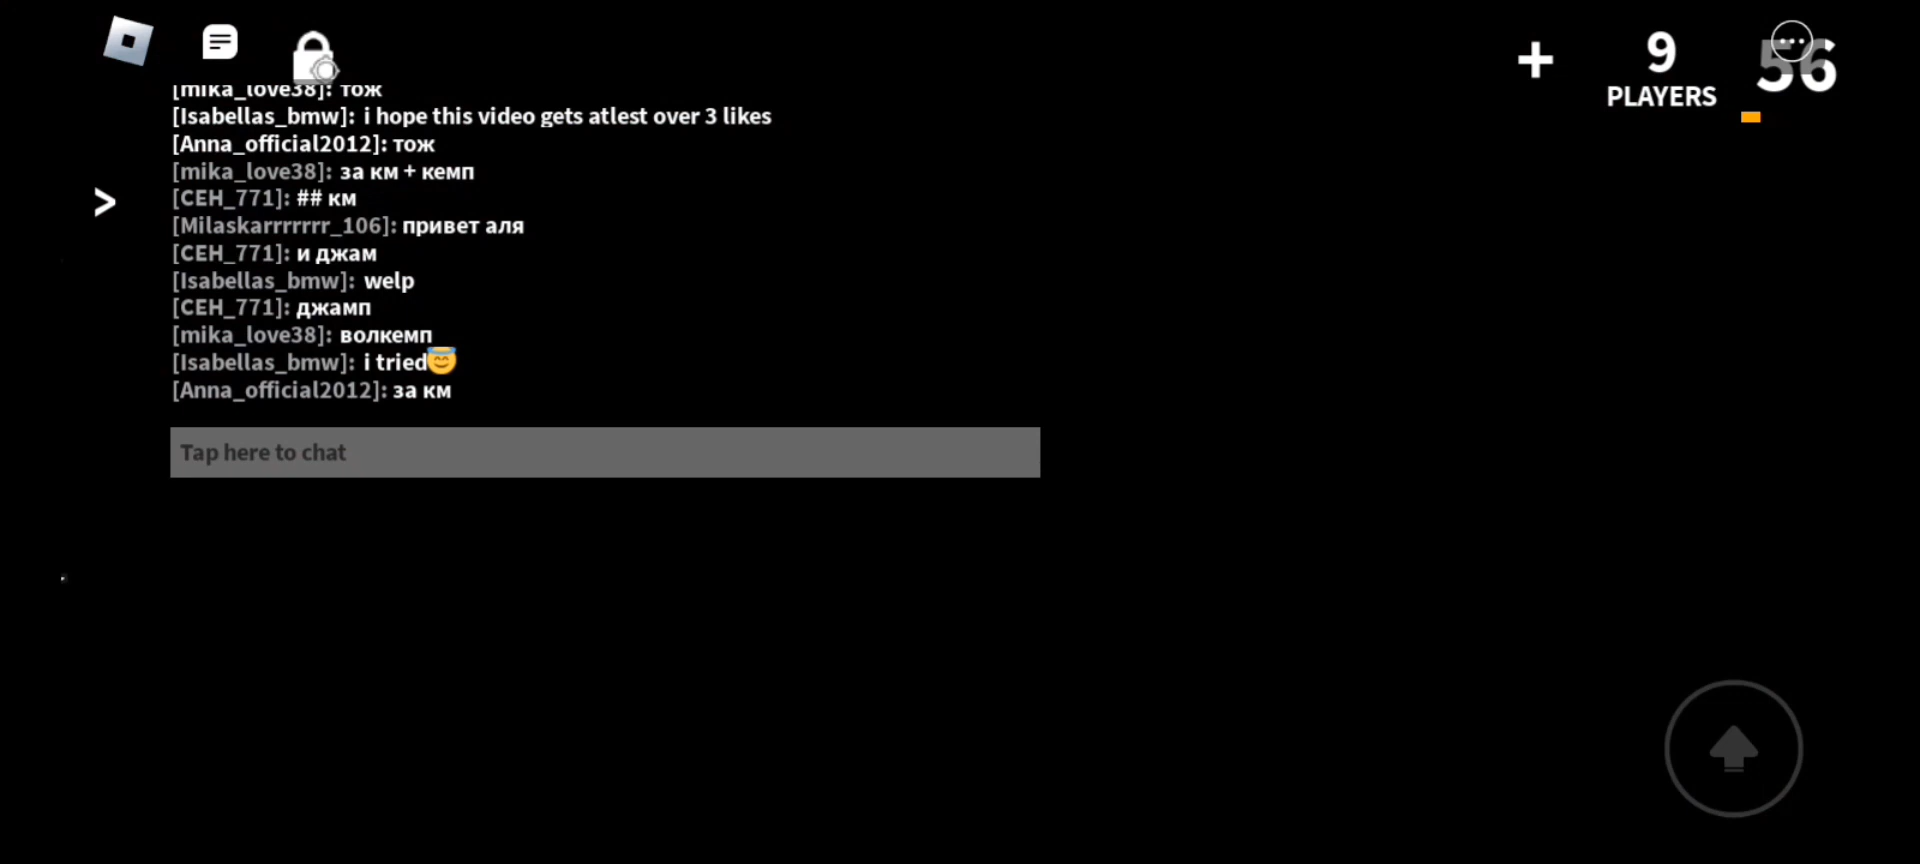 9
PLAYERS
56
[mika_love38]: тож
[Isabellas_bmw]: i hope this video gets atlest over 3 likes
[Anna_official2012]: тож
[mika_love38]: за км + кемп
>
[CEH_771]: ## км
[Milaskarrrrrrr_106]: привет аля
[CEH_771]: и джам
[Isabellas_bmw]: welp
[CEH_771]: джамп
[mika_love38]: волкемп
[Isabellas_bmw]: i tried😇
[Anna_official2012]: за км
Tap here to chat